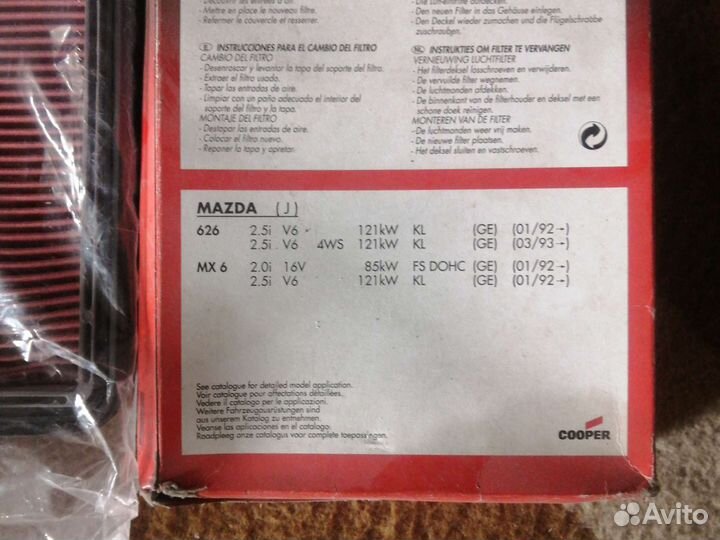 - Découvrir les entrées d'air.
- Mettre en place le nouveau filtre.
- Refermer le couvercle et resserrer.
- Den neuen Filter in das Gehäuse einlegen.
- Den Deckel wieder zumachen und die Flügelschraube
zuschrauben.
E INSTRUCCIONES PARA EL CAMBIO DEL FILTRO
CAMBIO DEL FILTRO
- Desenroscar y levantar la tapa del soporte del filtro.
- Extraer el filtro usado.
- Tapar las entradas de aire.
- Limpiar con un paño adecuado el interior del
soporte del filtro y la tapa.
MONTAJE DEL FILTRO
- Destapar las entradas de aire.
- Colocar el filtro nuevo.
- Reponer la tapa y apretar.
NL INSTRUKTIES OM FILTER TE VERVANGEN
VERNIEUWING LUCHTFILTER
- Het filterdeksel losschroeven en verwijderen.
- De vervuilde filter wegnemen.
- De luchtmonden afdekken.
- De binnenkant van de filterhouder en deksel met een
schone doek reinigen.
MONTEREN VAN DE FILTER
- De luchtmonden weer vrij maken.
- De nieuwe filter plaatsen.
- Het deksel sluiten en vastschroeven.
MAZDA (J)
626 2.5i V6 121kW KL (GE) (01/92→)
2.5i V6 4WS 121kW KL (GE) (03/93→)
MX 6 2.0i 16V 85kW FS DOHC (GE) (01/92→)
2.5i V6 121kW KL (GE) (01/92→)
See catalogue for detailed model application.
Voir catalogue pour affectations détaillées.
Vedere il catalogo per le applicazioni.
Weitere Fahrzeugausrüstungen sind
aus unserem Katalog zu entnehmen.
Veanse las aplicaciones en el catalogo.
Raadpleeg onze catalogus voor complete toepassingen.
COOPER
Avito